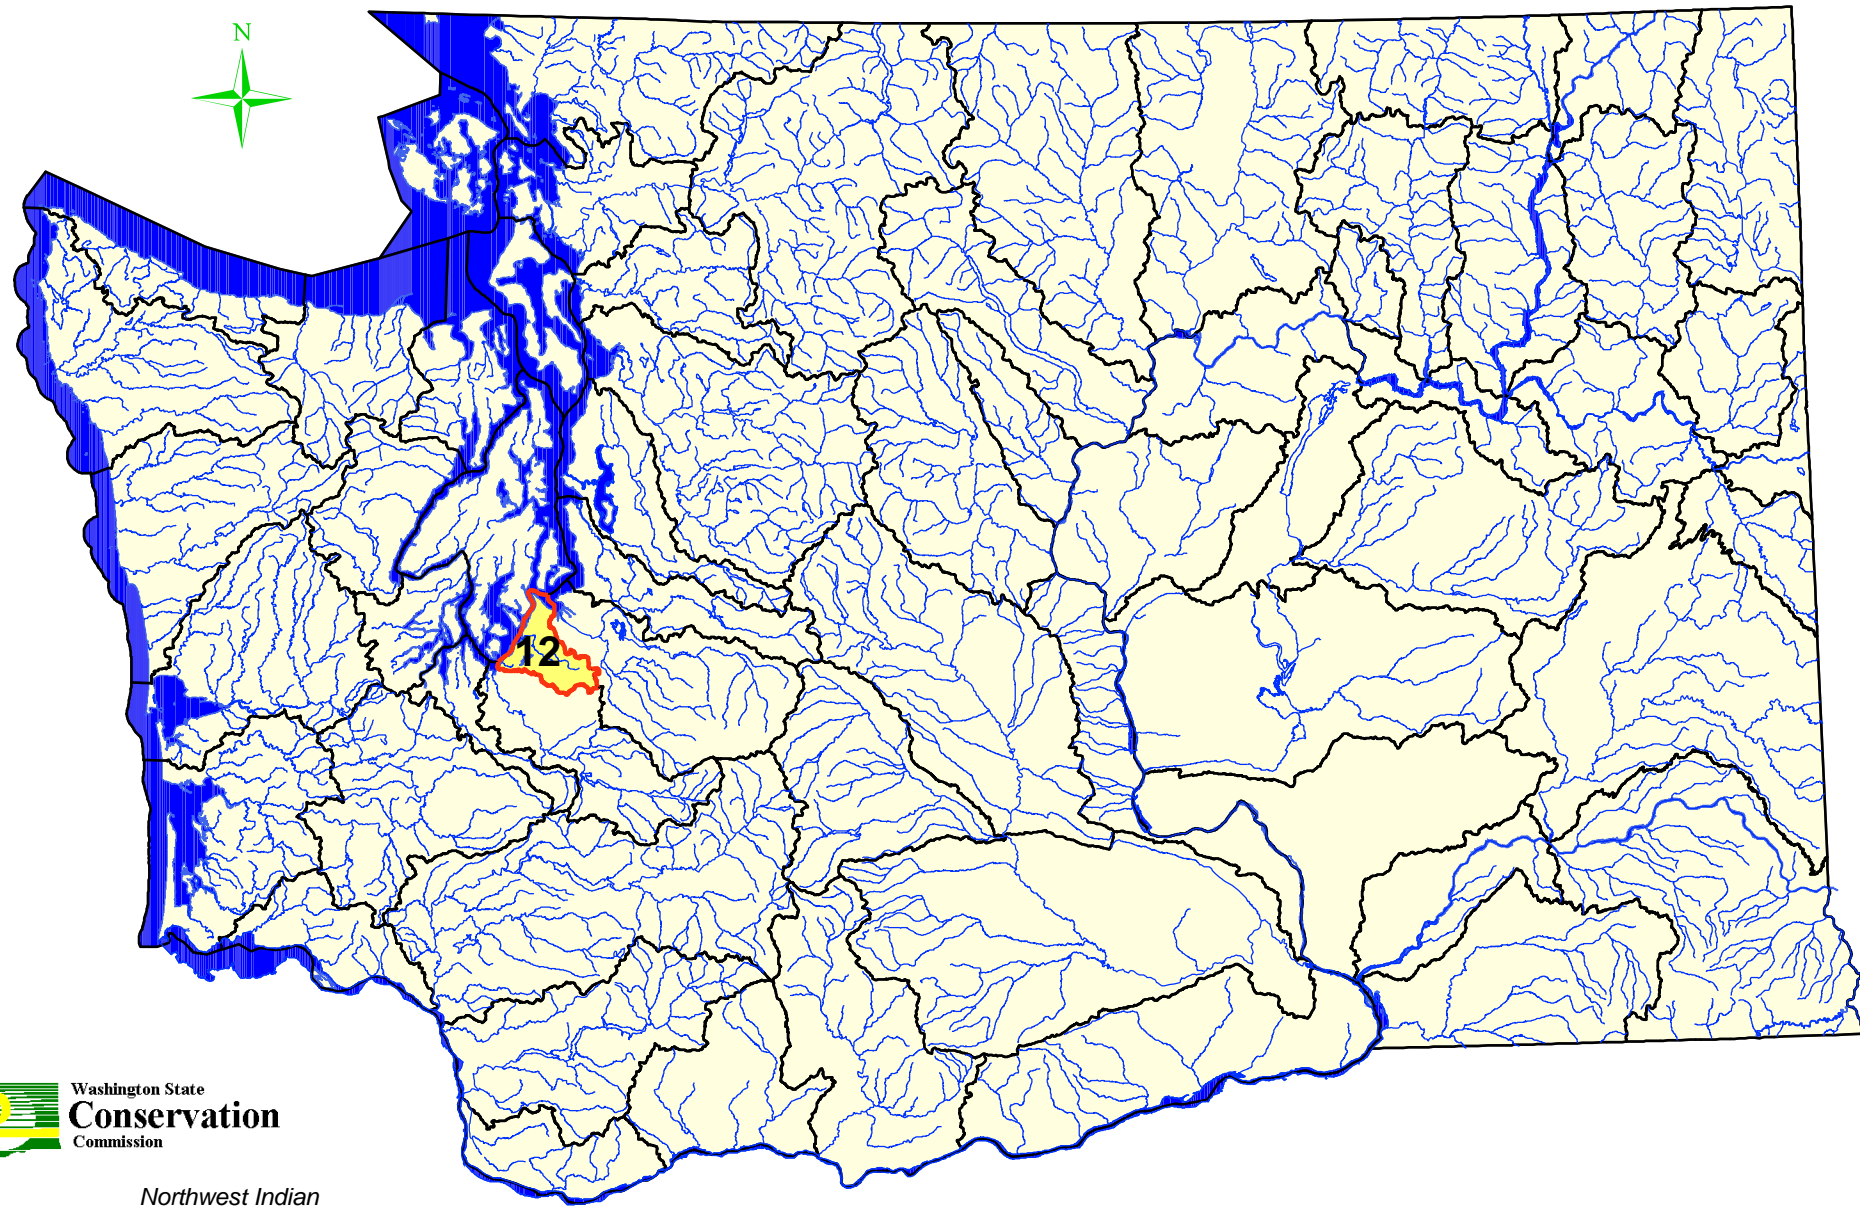 N
12
Washington State
Conservation
Commission
Northwest Indian